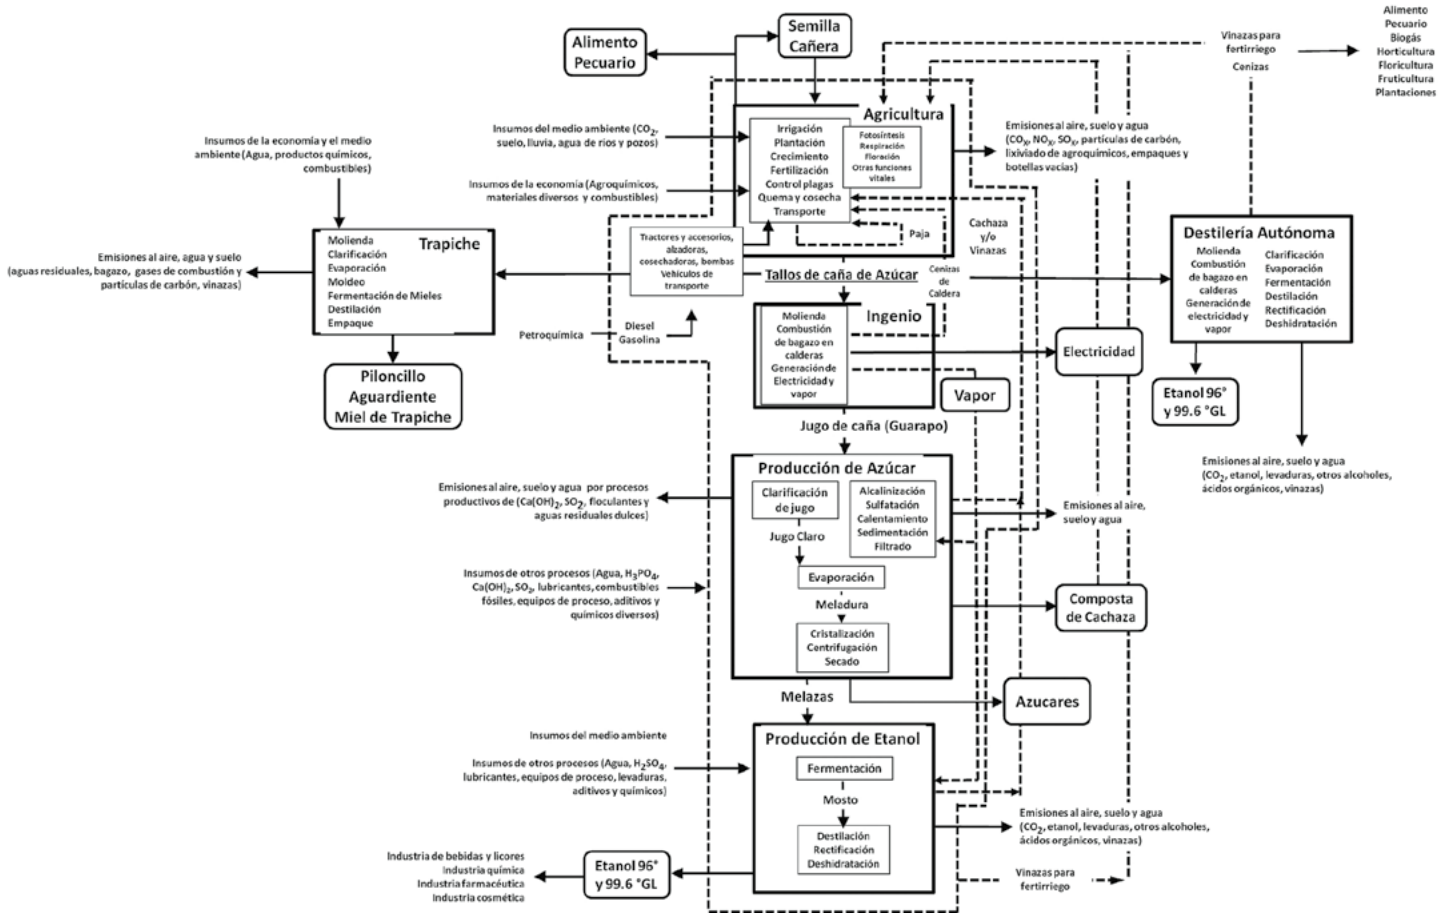 Alimento
Pecuario
Semilla
Cañera
Vinazas para
fertirriego
Cenizas
Alimento
Pecuario
Biogás
Horticultura
Floricultura
Fruticultura
Plantaciones
Insumos de la economía y el medio
ambiente (Agua, productos químicos,
combustibles)
Insumos del medio ambiente (CO₂,
suelo, lluvia, agua de ríos y pozos)
Insumos de la economía (Agroquímicos,
materiales diversos y combustibles)
Agricultura
Irrigación
Plantación
Crecimiento
Fertilización
Control plagas
Quema y cosecha
Transporte
Fotosíntesis
Respiración
Floración
Otras funciones
vitales
Paja
Emisiones al aire, suelo y agua
(COₓ, NOₓ, SOₓ, partículas de carbón,
lixiviado de agroquímicos, empaques y
botellas vacías)
Cachaza
y/o
Vinazas
Trapiche
Molienda
Clarificación
Evaporación
Moldeo
Fermentación de Mieles
Destilación
Empaque
Emisiones al aire, agua y suelo
(aguas residuales, bagazo, gases de combustión y
partículas de carbón, vinazas)
Piloncillo
Aguardiente
Miel de Trapiche
Tractores y accesorios,
alzadoras,
cosechadoras, bombas
Vehículos de
transporte
Petroquímica
Diesel
Gasolina
Tallos de caña de Azúcar
Cenizas
de
Caldera
Destilería Autónoma
Molienda
Combustión
de bagazo en
calderas
Generación de
electricidad y
vapor
Clarificación
Evaporación
Fermentación
Destilación
Rectificación
Deshidratación
Ingenio
Molienda
Combustión
de bagazo en
calderas
Generación de
Electricidad y
vapor
Electricidad
Vapor
Etanol 96°
y 99.6 °GL
Emisiones al aire, suelo y agua
(CO₂, etanol, levaduras, otros alcoholes,
ácidos orgánicos, vinazas)
Jugo de caña (Guarapo)
Producción de Azúcar
Clarificación
de jugo
Jugo Claro
Alcalinización
Sulfatación
Calentamiento
Sedimentación
Filtrado
Evaporación
Meladura
Cristalización
Centrifugación
Secado
Emisiones al aire, suelo y agua por procesos
productivos de (Ca(OH)₂, SO₂, floculantes y
aguas residuales dulces)
Insumos de otros procesos (Agua, H₃PO₄,
Ca(OH)₂, SO₂, lubricantes, combustibles
fósiles, equipos de proceso, aditivos y
químicos diversos)
Emisiones al aire,
suelo y agua
Composta
de Cachaza
Azucares
Melazas
Producción de Etanol
Fermentación
Mosto
Destilación
Rectificación
Deshidratación
Insumos del medio ambiente
Insumos de otros procesos (Agua, H₂SO₄,
lubricantes, equipos de proceso, levaduras,
aditivos y químicos)
Emisiones al aire, suelo y agua
(CO₂, etanol, levaduras, otros alcoholes,
ácidos orgánicos, vinazas)
Vinazas para
fertirriego
Etanol 96°
y 99.6 °GL
Industria de bebidas y licores
Industria química
Industria farmacéutica
Industria cosmética